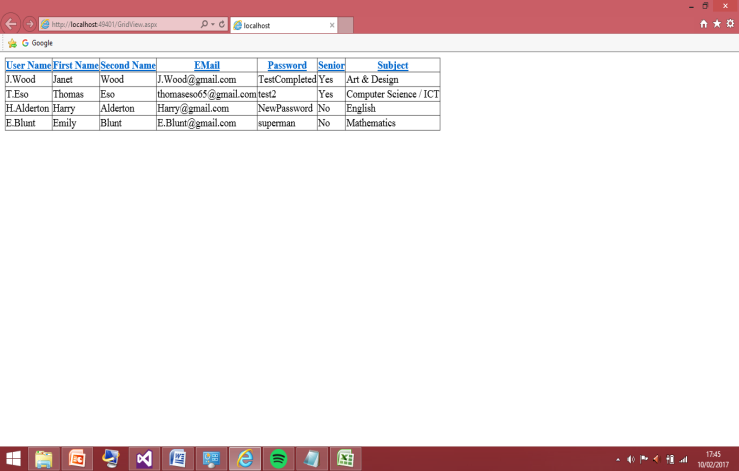 http://localhost:49401/GridView.aspx
localhost
Google
User Name First Name Second Name EMail Password Senior Subject
J.Wood Janet Wood J.Wood@gmail.com TestCompleted Yes Art & Design
T.Eso Thomas Eso thomaseso65@gmail.com test2 Yes Computer Science / ICT
H.Alderton Harry Alderton Harry@gmail.com NewPassword No English
E.Blunt Emily Blunt E.Blunt@gmail.com superman No Mathematics
17:45
10/02/2017